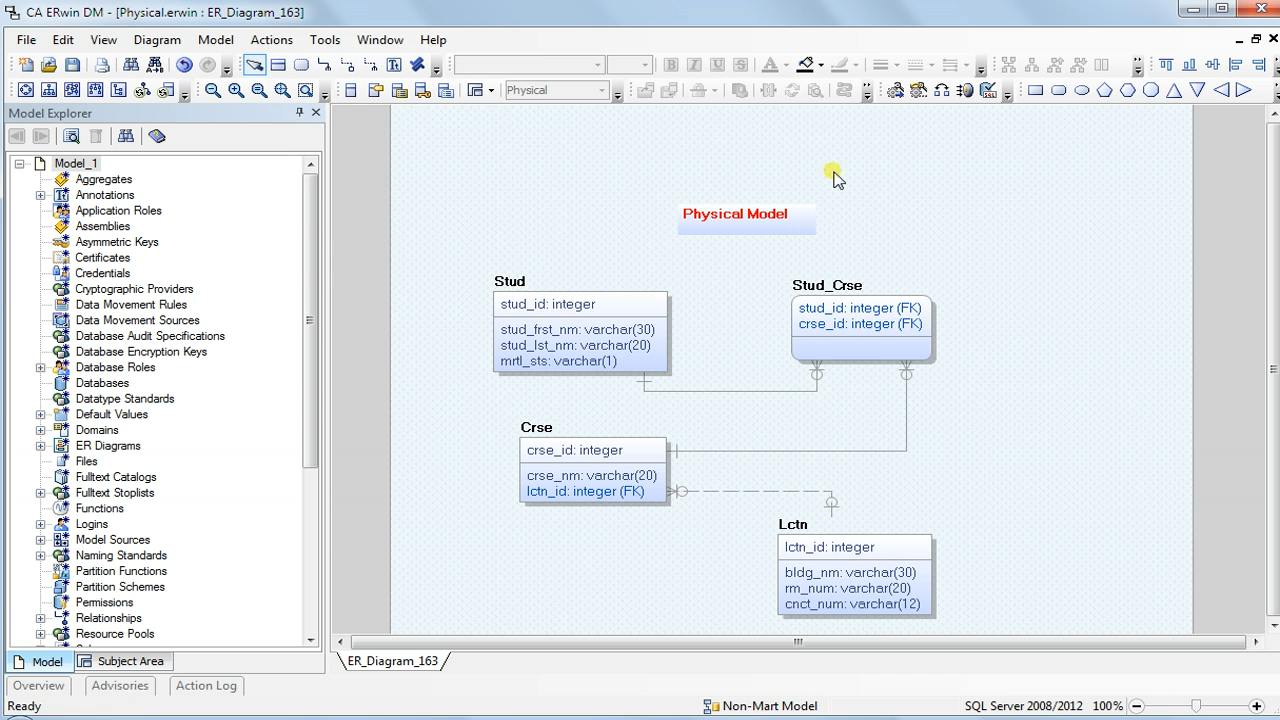 CA ERwin DM - [Physical.erwin : ER_Diagram_163]
File Edit View Diagram Model Actions Tools Window Help
B I U S A
Physical
Model Explorer
Model_1
Aggregates
Annotations
Application Roles
Assemblies
Asymmetric Keys
Certificates
Credentials
Cryptographic Providers
Data Movement Rules
Data Movement Sources
Database Audit Specifications
Database Encryption Keys
Database Roles
Databases
Datatype Standards
Default Values
Domains
ER Diagrams
Files
Fulltext Catalogs
Fulltext Stoplists
Functions
Logins
Model Sources
Naming Standards
Partition Functions
Partition Schemes
Permissions
Relationships
Resource Pools
Model Subject Area
Physical Model
Stud
stud_id: integer
stud_frst_nm: varchar(30)
stud_lst_nm: varchar(20)
mrtl_sts: varchar(1)
Stud_Crse
stud_id: integer (FK)
crse_id: integer (FK)
Crse
crse_id: integer
crse_nm: varchar(20)
lctn_id: integer (FK)
Lctn
lctn_id: integer
bldg_nm: varchar(30)
rm_num: varchar(20)
cnct_num: varchar(12)
ER_Diagram_163
Overview Advisories Action Log
Ready Non-Mart Model SQL Server 2008/2012 100%